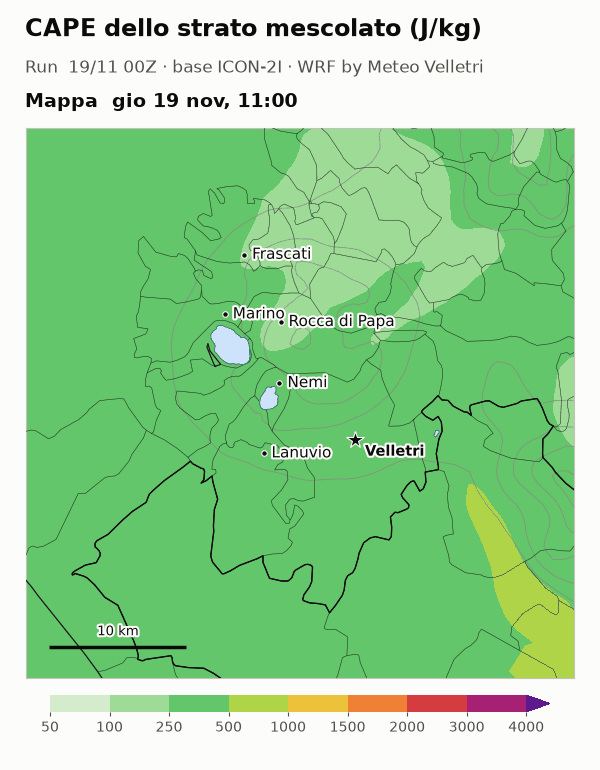 CAPE dello strato mescolato (J/kg)
Run 19/11 00Z · base ICON-2I · WRF by Meteo Velletri
Mappa gio 19 nov, 11:00
Frascati
Marino
Rocca di Papa
Nemi
Velletri
Lanuvio
10 km
50 100 250 500 1000 1500 2000 3000 4000